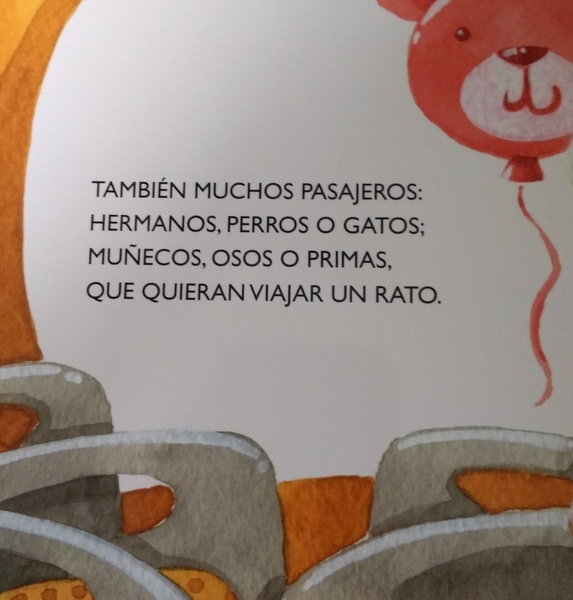 TAMBIÉN MUCHOS PASAJEROS:
HERMANOS, PERROS O GATOS;
MUÑECOS, OSOS O PRIMAS,
QUE QUIERAN VIAJAR UN RATO.